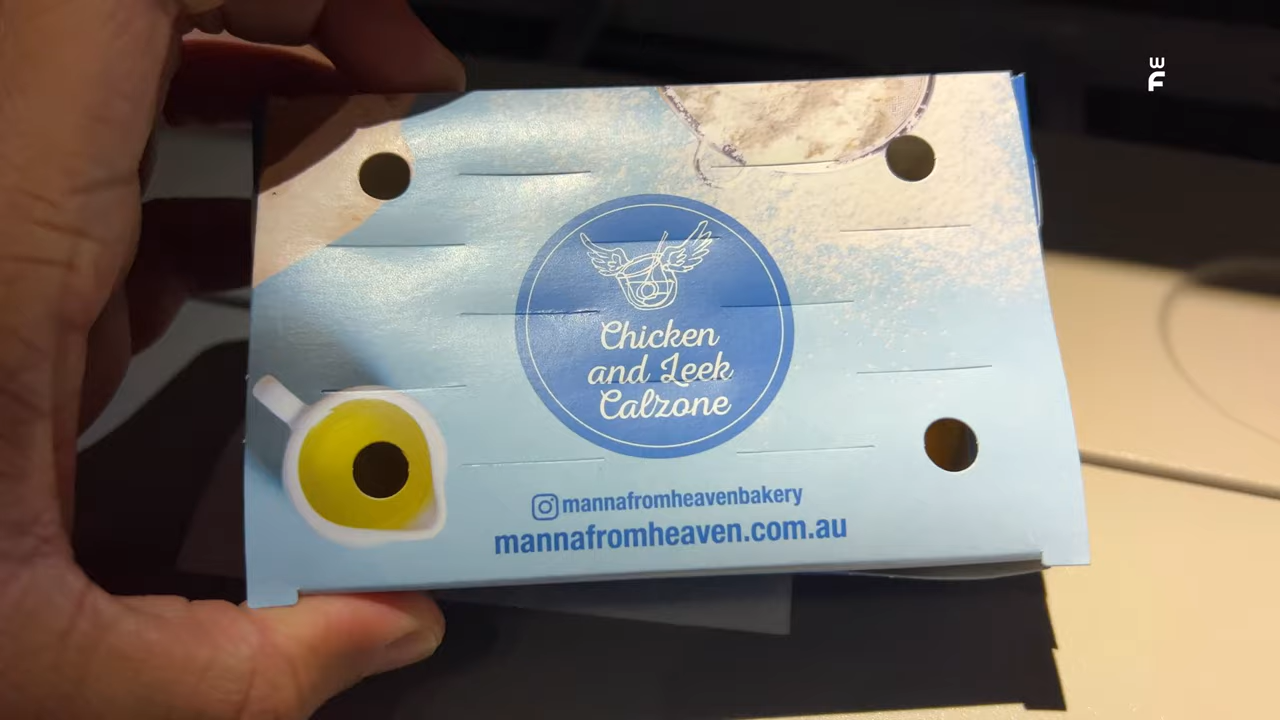 W
F
Chicken
and Leek
Calzone
mannafromheavenbakery
mannafromheaven.com.au